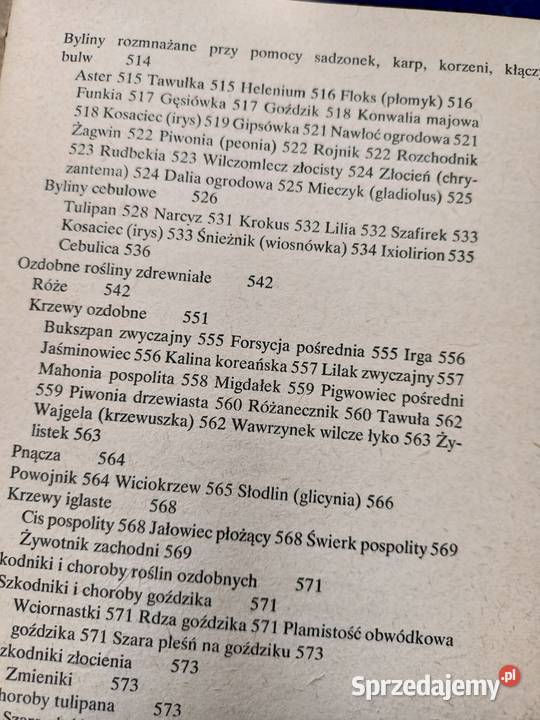 Byliny rozmnażane przy pomocy sadzonek, karp, korzeni, kłączy
bulw 514
Aster 515 Tawułka 515 Helenium 516 Floks (płomyk) 516
Funkia 517 Gęsiówka 517 Goździk 518 Konwalia majowa
518 Kosaciec (irys) 519 Gipsówka 521 Nawłoć ogrodowa 521
Żagwin 522 Piwonia (peonia) 522 Rojnik 522 Rozchodnik
523 Rudbekia 523 Wilczomlecz złocisty 524 Złocień (chry-
zantema) 524 Dalia ogrodowa 525 Mieczyk (gladiolus) 525
Byliny cebulowe 526
Tulipan 528 Narcyz 531 Krokus 532 Lilia 532 Szafirek 533
Kosaciec (irys) 533 Śnieżnik (wiosnówka) 534 Ixiolirion 535
Cebulica 536
Ozdobne rośliny zdrewniałe 542
Róże 542
Krzewy ozdobne 551
Bukszpan zwyczajny 555 Forsycja pośrednia 555 Irga 556
Jaśminowiec 556 Kalina koreańska 557 Lilak zwyczajny 557
Mahonia pospolita 558 Migdałek 559 Pigwowiec pośredni
559 Piwonia drzewiasta 560 Różanecznik 560 Tawuła 562
Wajgela (krzewuszka) 562 Wawrzynek wilcze łyko 563 Ży-
listek 563
Pnącza 564
Powojnik 564 Wiciokrzew 565 Słodlin (glicynia) 566
Krzewy iglaste 568
Cis pospolity 568 Jałowiec płożący 568 Świerk pospolity 569
Żywotnik zachodni 569
kodniki i choroby roślin ozdobnych 571
Szkodniki i choroby goździka 571
Wciornastki 571 Rdza goździka 571 Plamistość obwódkowa
goździka 571 Szara pleśń na goździku 573
zkodniki złocienia 573
Zmieniki 573
horoby tulipana 573
Sprzedajemy.pl